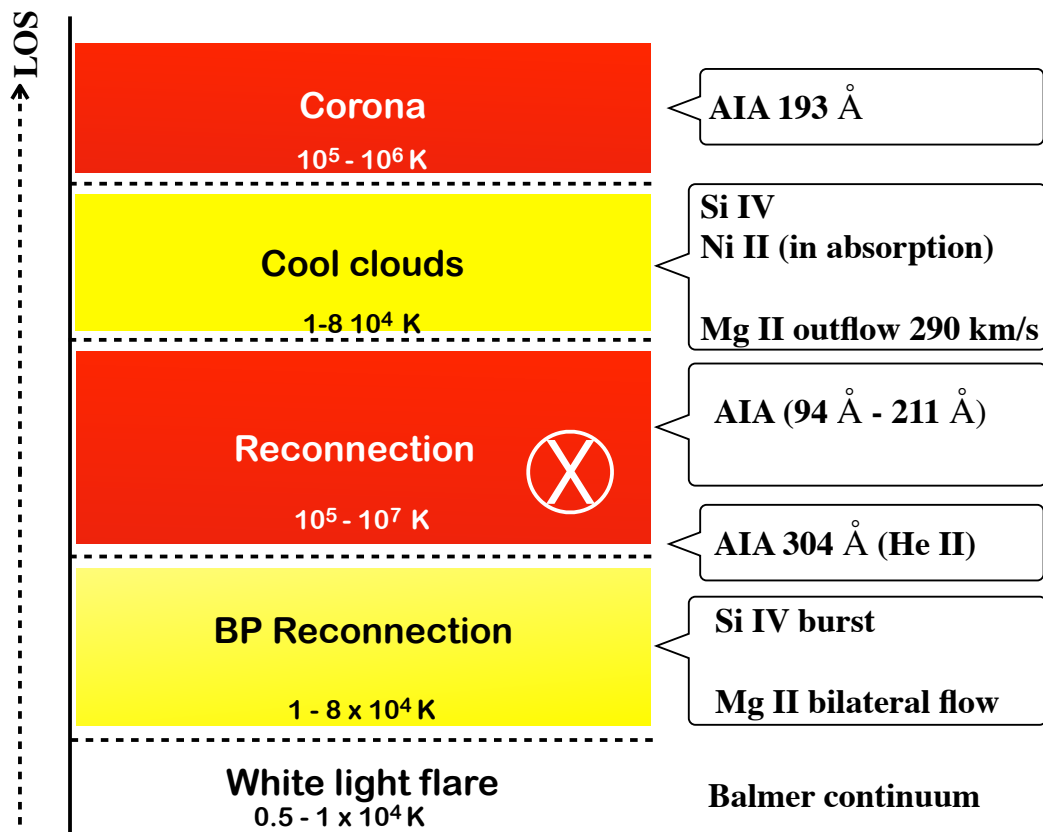 LOS
Corona
10⁵ - 10⁶ K
AIA 193 Å
Cool clouds
1-8 10⁴ K
Si IV
Ni II (in absorption)
Mg II outflow 290 km/s
Reconnection
X
10⁵ - 10⁷ K
AIA (94 Å - 211 Å)
AIA 304 Å (He II)
BP Reconnection
1 - 8 x 10⁴ K
Si IV burst
Mg II bilateral flow
White light flare
0.5 - 1 x 10⁴ K
Balmer continuum